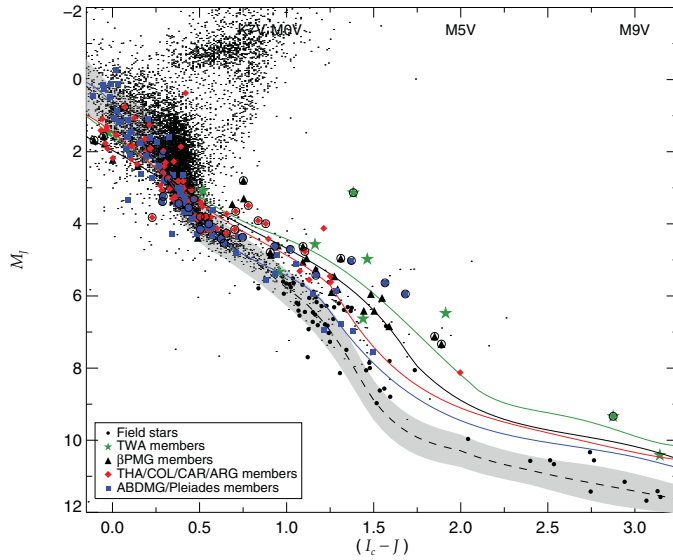 K7V M0V M5V M9V
−2
0
2
4
6
8
10
12
M_J
Field stars
TWA members
βPMG members
THA/COL/CAR/ARG members
ABDMG/Pleiades members
0.0 0.5 1.0 1.5 2.0 2.5 3.0
(I_c − J)